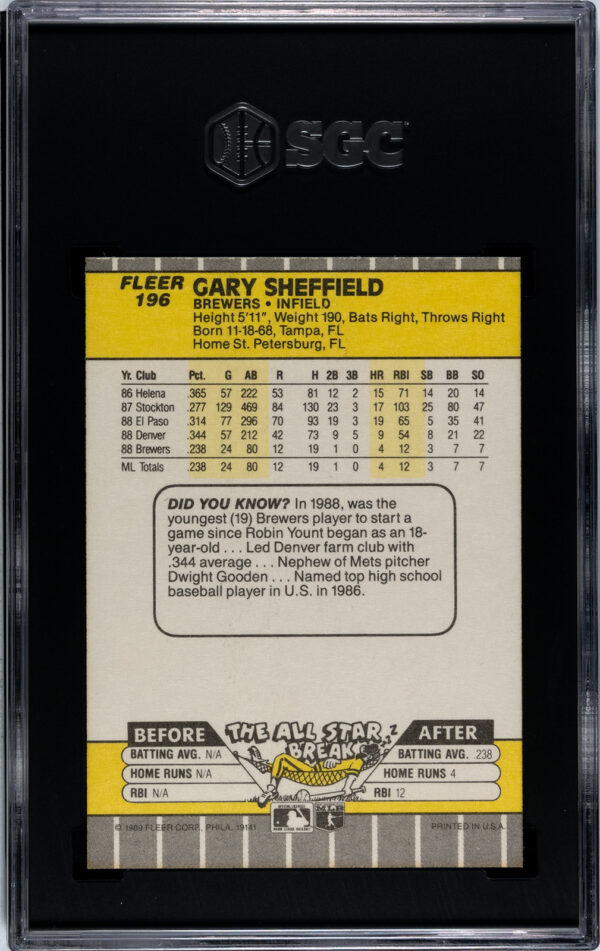 SGC
FLEER
196
GARY SHEFFIELD
BREWERS • INFIELD
Height 5'11", Weight 190, Bats Right, Throws Right
Born 11-18-68, Tampa, FL
Home St. Petersburg, FL
Yr. Club Pct. G AB R H 2B 3B HR RBI SB BB SO
86 Helena .365 57 222 53 81 12 2 15 71 14 20 14
87 Stockton .277 129 469 84 130 23 3 17 103 25 80 47
88 El Paso .314 77 296 70 93 19 3 19 65 5 35 41
88 Denver .344 57 212 42 73 9 5 9 54 8 21 22
88 Brewers .238 24 80 12 19 1 0 4 12 3 7 7
ML Totals .238 24 80 12 19 1 0 4 12 3 7 7
DID YOU KNOW? In 1988, was the
youngest (19) Brewers player to start a
game since Robin Yount began as an 18-
year-old . . . Led Denver farm club with
.344 average . . . Nephew of Mets pitcher
Dwight Gooden . . . Named top high school
baseball player in U.S. in 1986.
BEFORE THE ALL STAR BREAK AFTER
BATTING AVG. N/A BATTING AVG. .238
HOME RUNS N/A HOME RUNS 4
RBI N/A RBI 12
© 1989 FLEER CORP., PHILA. 19141 MLB PRINTED IN U.S.A.